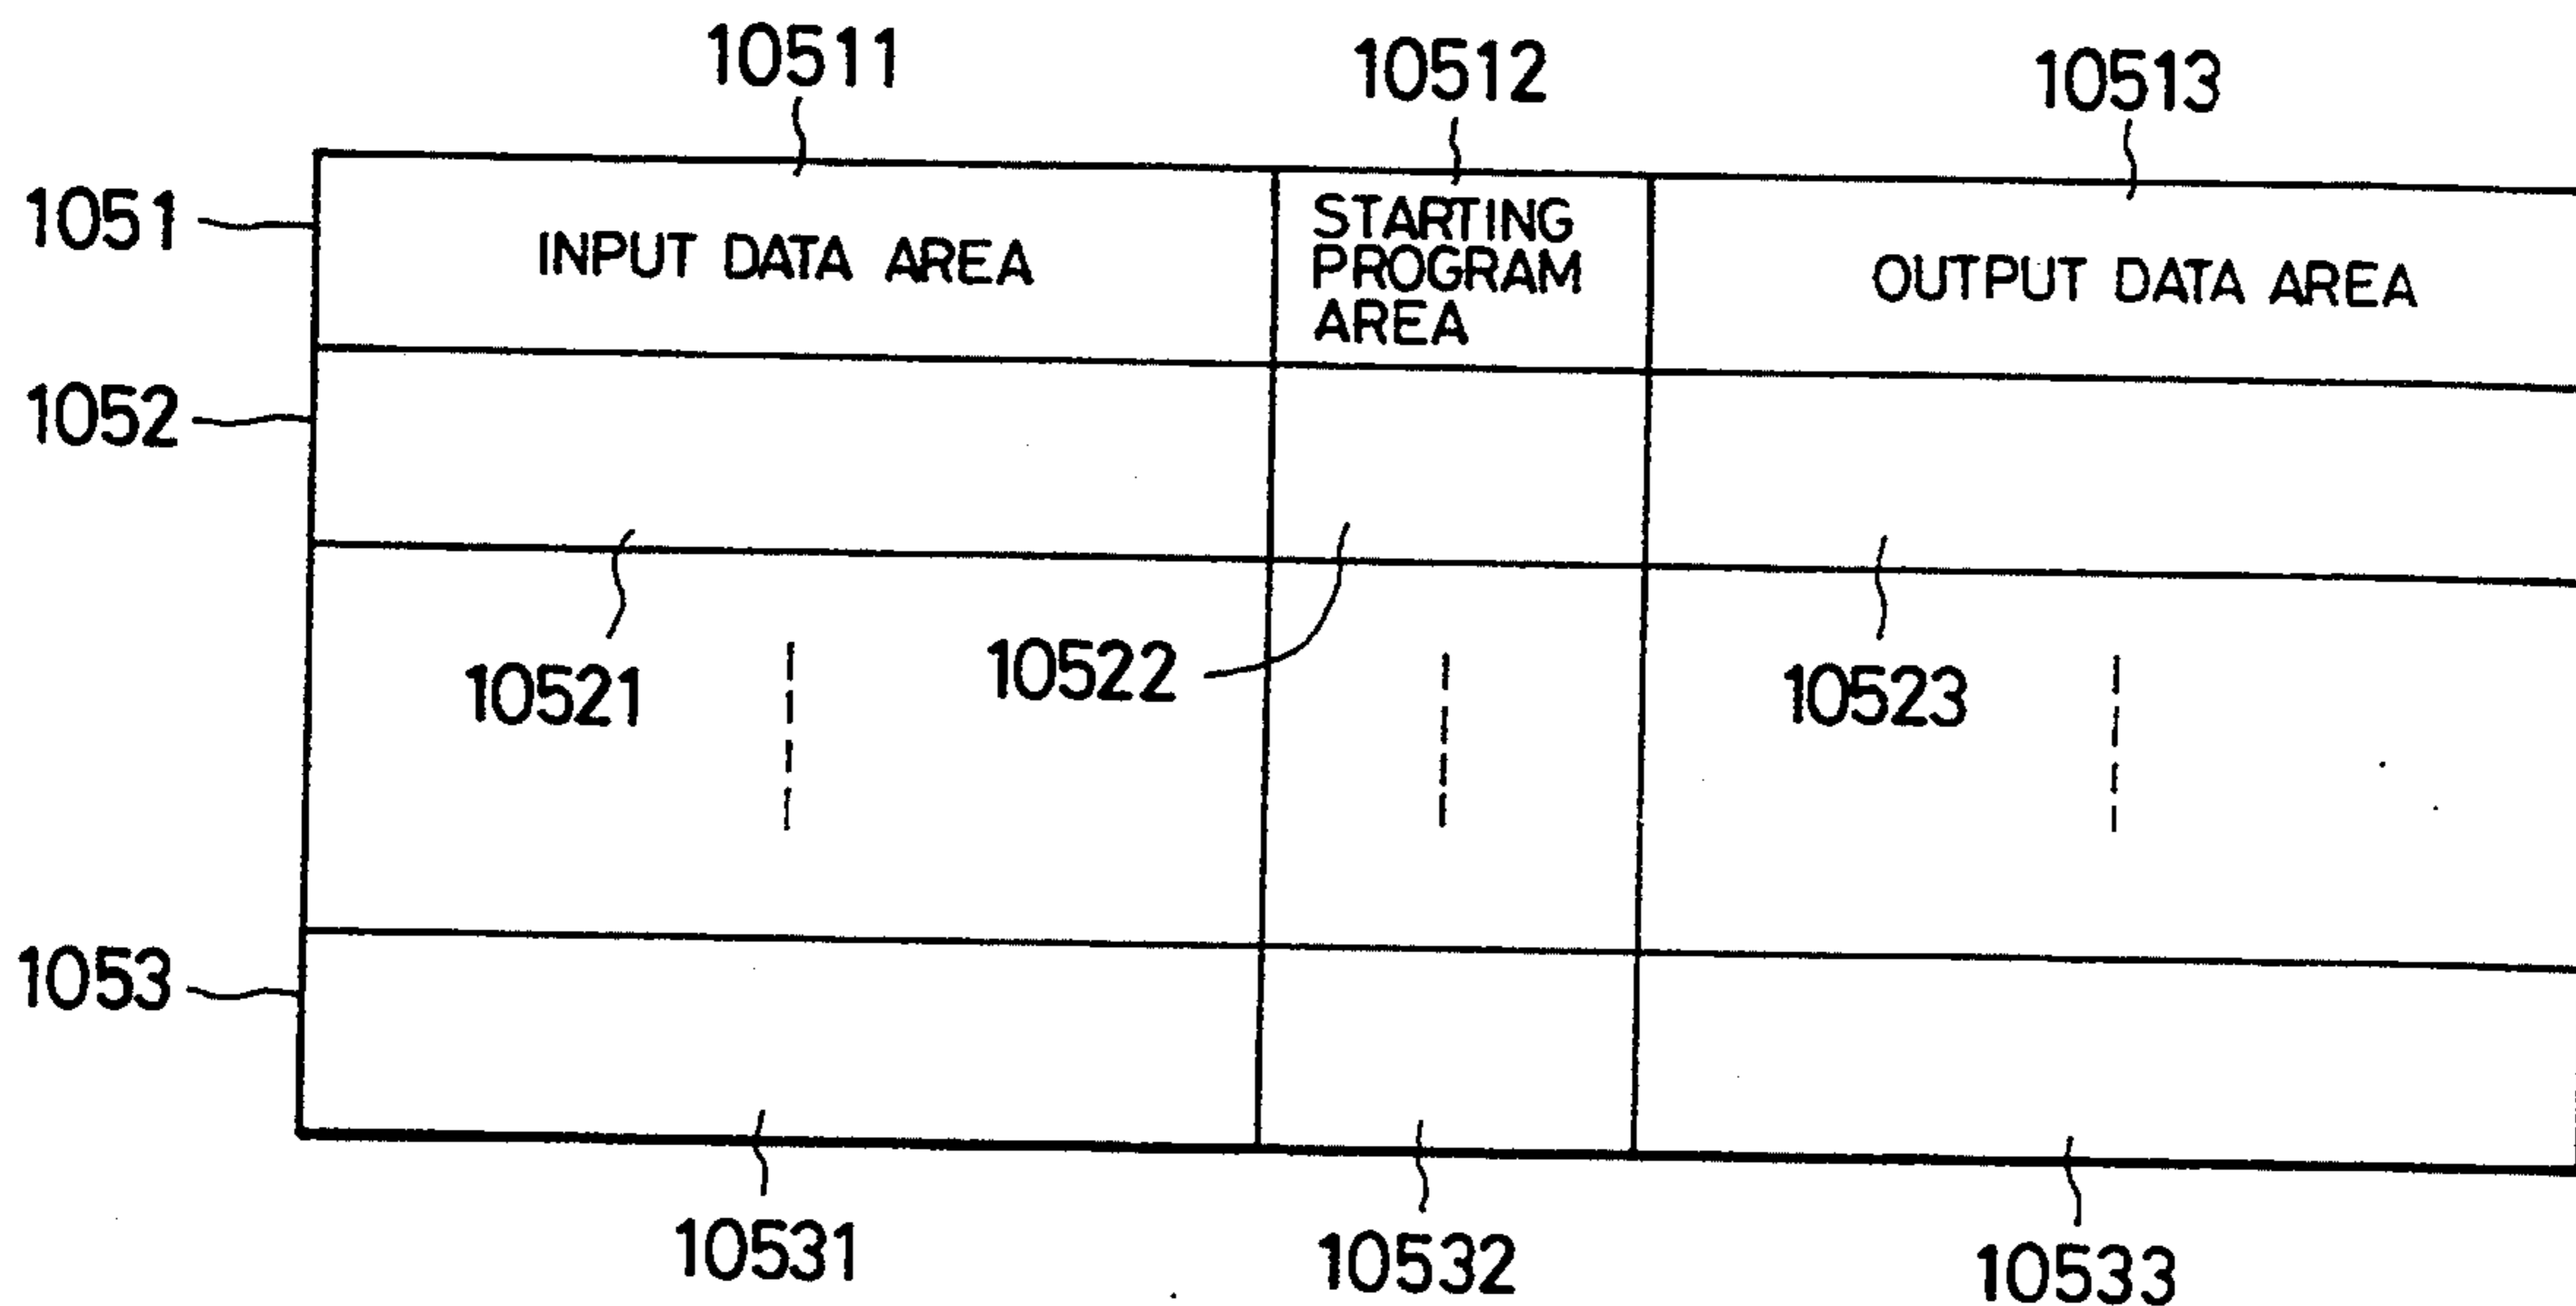 10511
10512
10513
1051
INPUT DATA AREA
STARTING
PROGRAM
AREA
OUTPUT DATA AREA
1052
10521
10522
10523
1053
10531
10532
10533